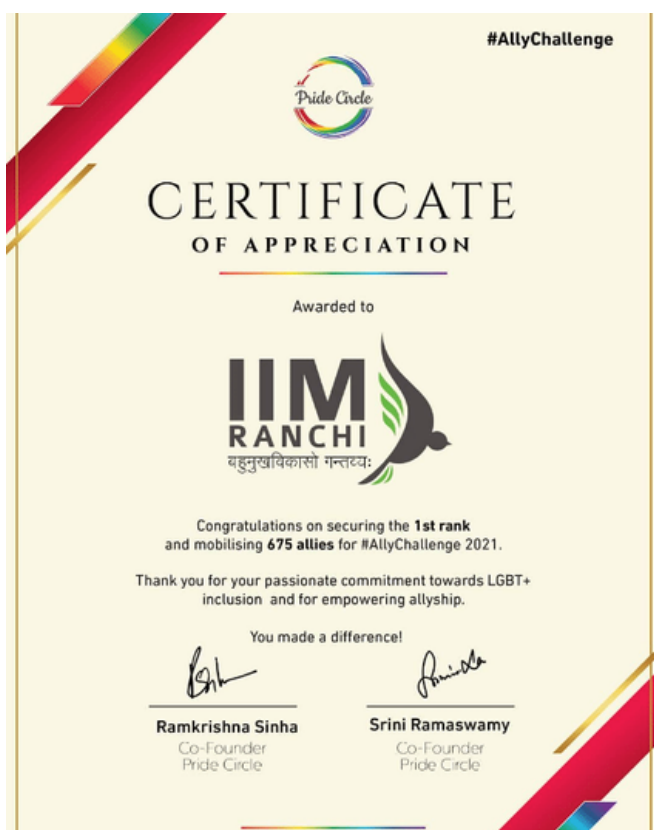 #AllyChallenge
Pride Circle
CERTIFICATE
OF APPRECIATION
Awarded to
IIM
RANCHI
बहुमुखविकासो गन्तव्यः
Congratulations on securing the 1st rank
and mobilising 675 allies for #AllyChallenge 2021.
Thank you for your passionate commitment towards LGBT+
inclusion and for empowering allyship.
You made a difference!
Ramkrishna Sinha
Srini Ramaswamy
Co-Founder
Co-Founder
Pride Circle
Pride Circle